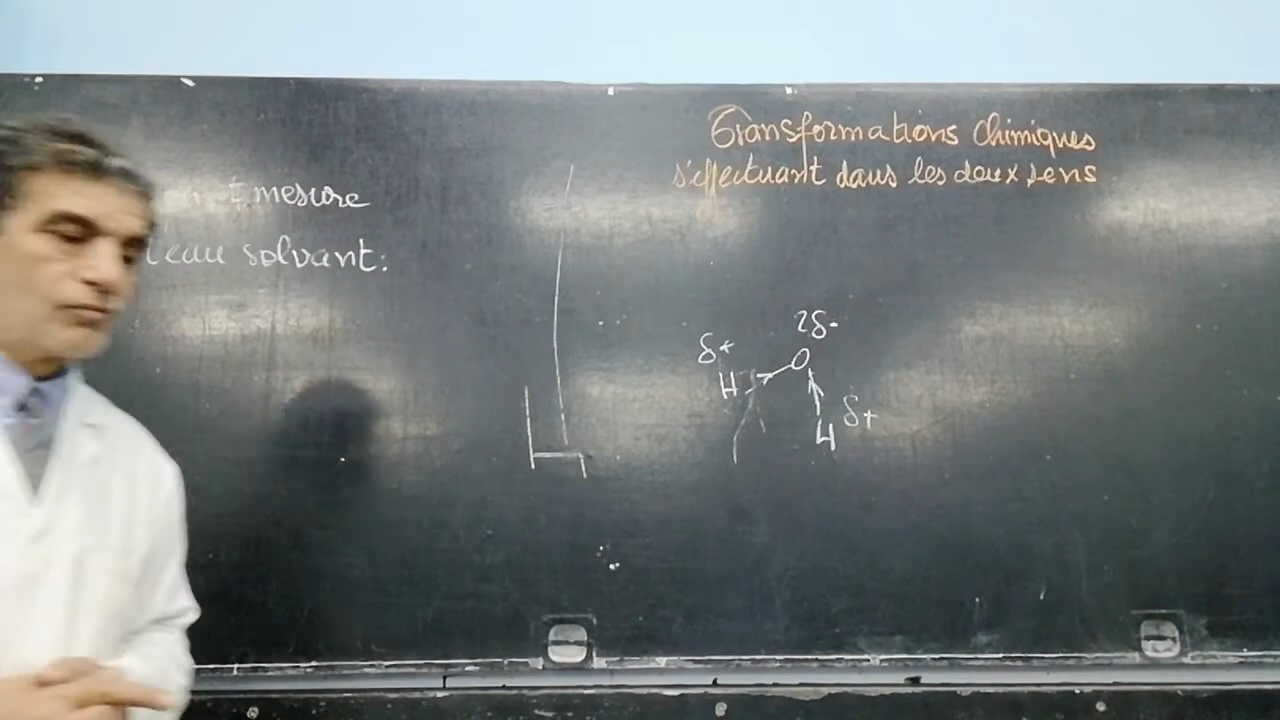 Transformations chimiques
s'effectuant dans les deux sens
mesure
l'eau solvant:
2δ-
δ+
O
H
δ+
H